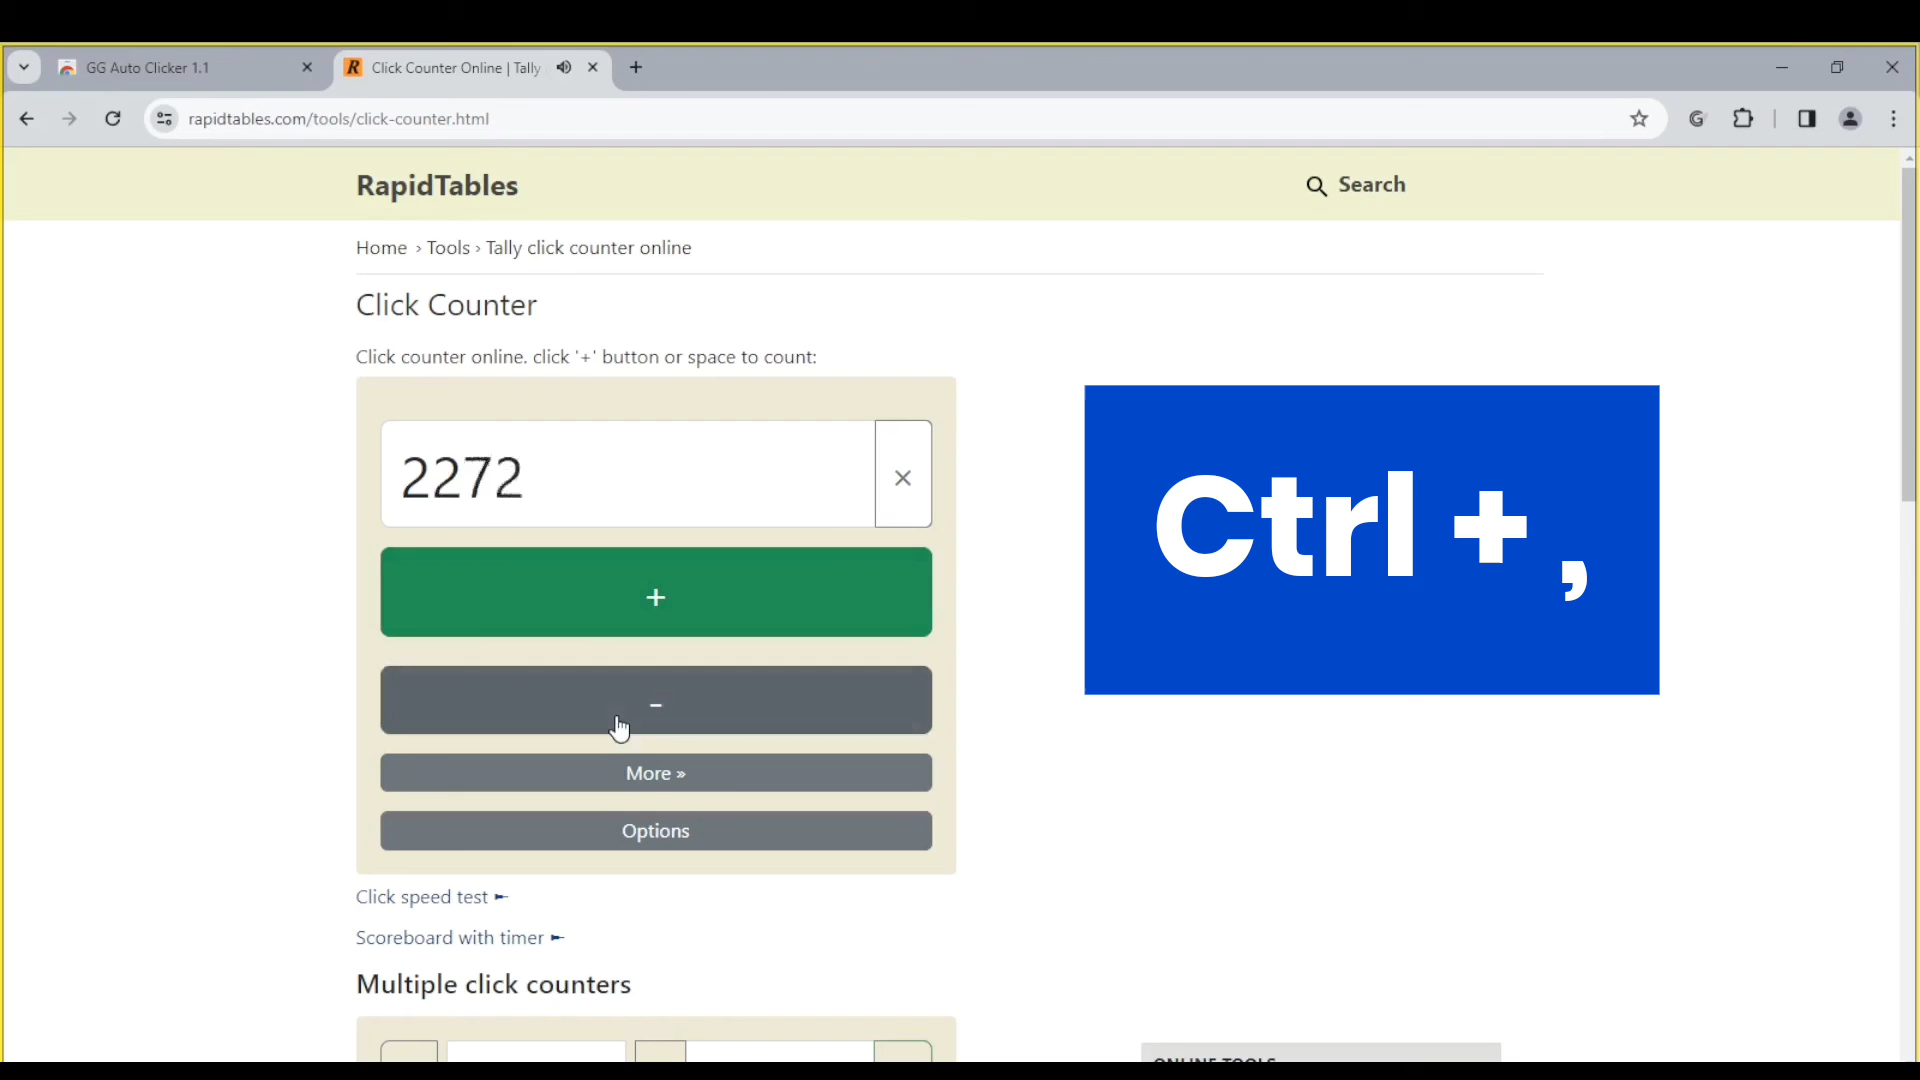 GG Auto Clicker 1.1
Click Counter Online | Tally
rapidtables.com/tools/click-counter.html
RapidTables
Search
Home › Tools › Tally click counter online
Click Counter
Click counter online. click '+' button or space to count:
2272
+
-
More »
Options
Ctrl + ,
Click speed test ►
Scoreboard with timer ►
Multiple click counters
ONLINE TOOLS